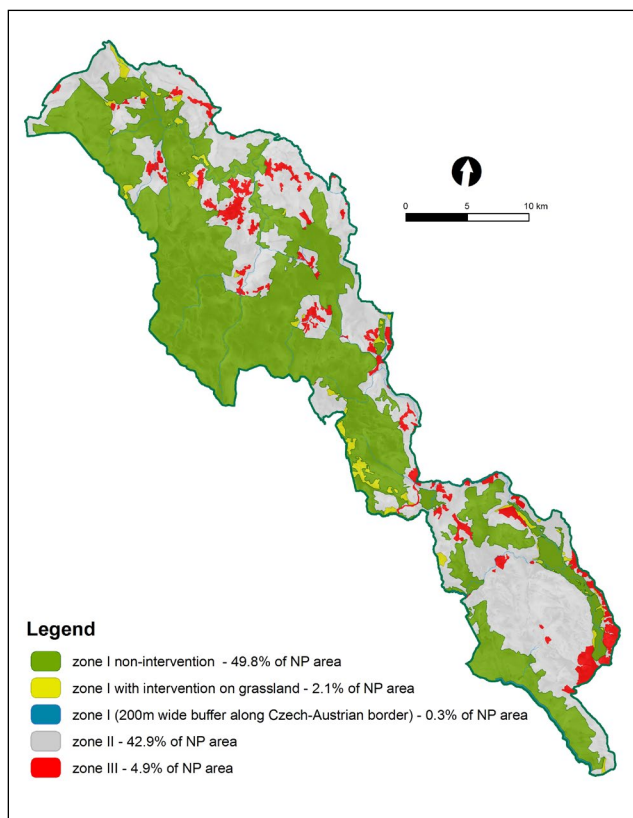 0 5 10 km
Legend
zone I non-intervention - 49.8% of NP area
zone I with intervention on grassland - 2.1% of NP area
zone I (200m wide buffer along Czech-Austrian border) - 0.3% of NP area
zone II - 42.9% of NP area
zone III - 4.9% of NP area